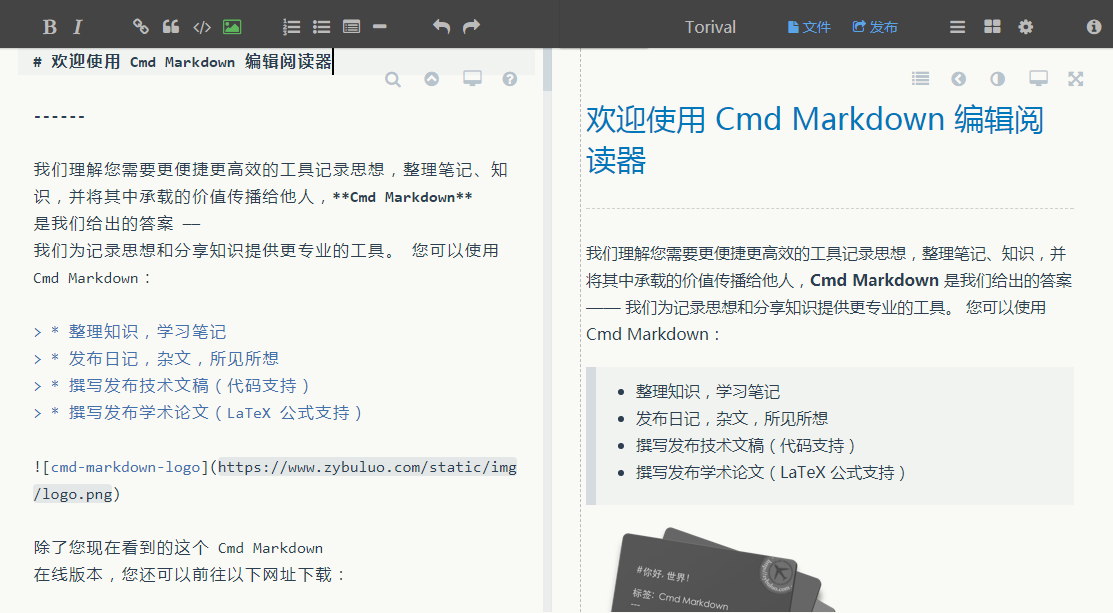 B I
Torival 文件 发布
# 欢迎使用 Cmd Markdown 编辑阅读器
------
我们理解您需要更便捷更高效的工具记录思想，整理笔记、知
识，并将其中承载的价值传播给他人，**Cmd Markdown**
是我们给出的答案 ——
我们为记录思想和分享知识提供更专业的工具。 您可以使用
Cmd Markdown：
> * 整理知识，学习笔记
> * 发布日记，杂文，所见所想
> * 撰写发布技术文稿（代码支持）
> * 撰写发布学术论文（LaTeX 公式支持）
![cmd-markdown-logo](https://www.zybuluo.com/static/img
/logo.png)
除了您现在看到的这个 Cmd Markdown
在线版本，您还可以前往以下网址下载：
欢迎使用 Cmd Markdown 编辑阅
读器
我们理解您需要更便捷更高效的工具记录思想，整理笔记、知识，并
将其中承载的价值传播给他人，Cmd Markdown 是我们给出的答案
—— 我们为记录思想和分享知识提供更专业的工具。 您可以使用
Cmd Markdown：
整理知识，学习笔记
发布日记，杂文，所见所想
撰写发布技术文稿（代码支持）
撰写发布学术论文（LaTeX 公式支持）
#你好, 世界!
标签: Cmd Markdown
---